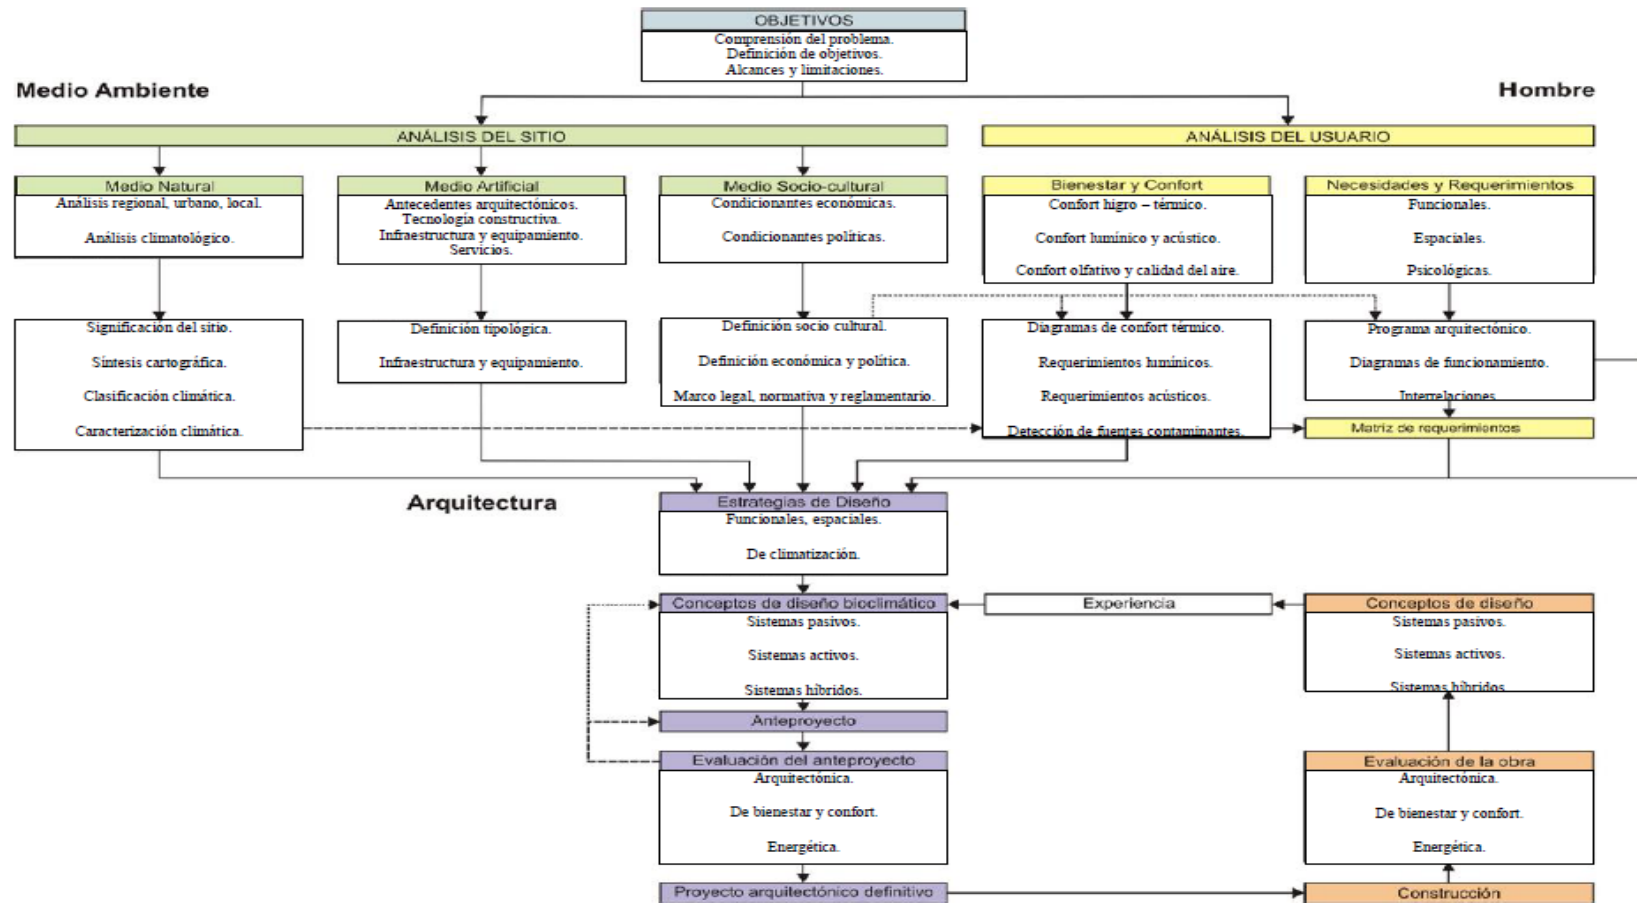 OBJETIVOS
Comprensión del problema.
Definición de objetivos.
Alcances y limitaciones.
Medio Ambiente
Hombre
ANÁLISIS DEL SITIO
ANÁLISIS DEL USUARIO
Medio Natural
Análisis regional, urbano, local.
Análisis climatológico.
Medio Artificial
Antecedentes arquitectónicos.
Tecnología constructiva.
Infraestructura y equipamiento.
Servicios.
Medio Socio-cultural
Condicionantes económicas.
Condicionantes políticas.
Bienestar y Confort
Confort higro – térmico.
Confort lumínico y acústico.
Confort olfativo y calidad del aire.
Necesidades y Requerimientos
Funcionales.
Espaciales.
Psicológicas.
Significación del sitio.
Síntesis cartográfica.
Clasificación climática.
Caracterización climática.
Definición tipológica.
Infraestructura y equipamiento.
Definición socio cultural.
Definición económica y política.
Marco legal, normativa y reglamentario.
Diagramas de confort térmico.
Requerimientos lumínicos.
Requerimientos acústicos.
Detección de fuentes contaminantes.
Programa arquitectónico.
Diagramas de funcionamiento.
Interrelaciones
Matriz de requerimientos
Arquitectura
Estrategias de Diseño
Funcionales, espaciales.
De climatización.
Conceptos de diseño bioclimático
Sistemas pasivos.
Sistemas activos.
Sistemas híbridos.
Experiencia
Conceptos de diseño
Sistemas pasivos.
Sistemas activos.
Sistemas híbridos
Anteproyecto
Evaluación del anteproyecto
Arquitectónica.
De bienestar y confort.
Energética.
Evaluación de la obra
Arquitectónica.
De bienestar y confort.
Energética.
Proyecto arquitectónico definitivo
Construcción